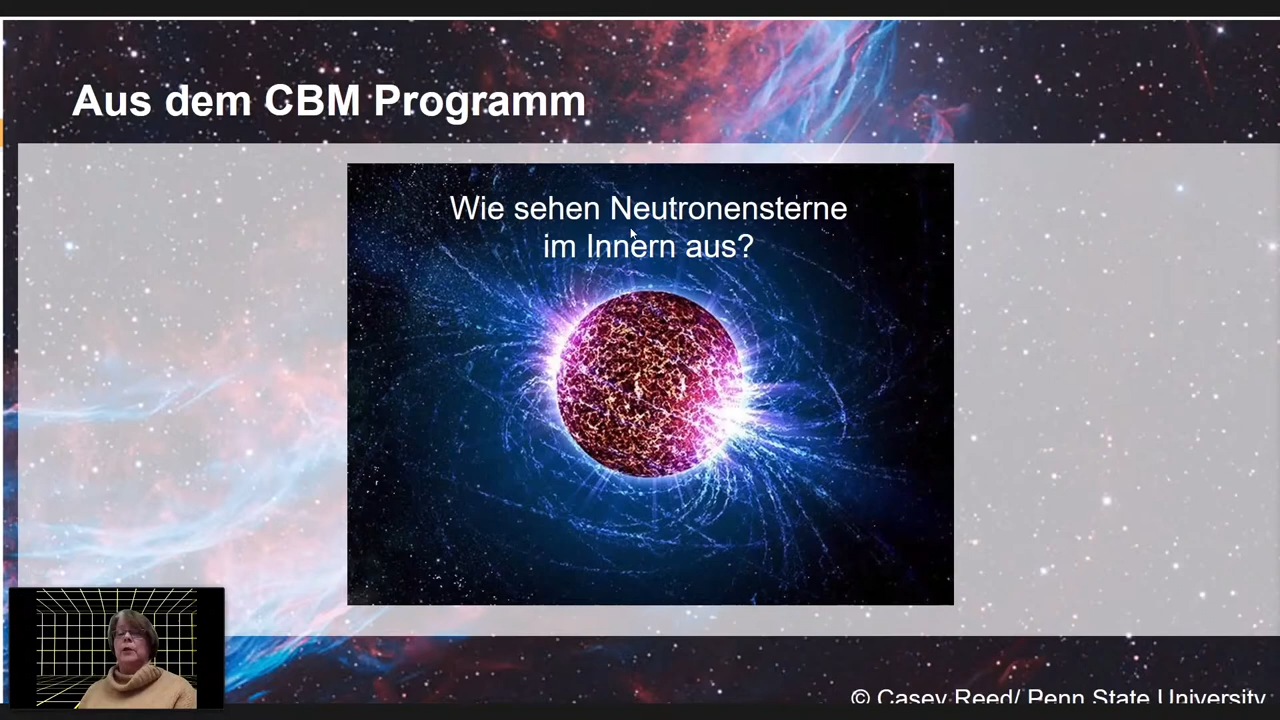 Aus dem CBM Programm
Wie sehen Neutronensterne
im Innern aus?
© Casey Reed/ Penn State University